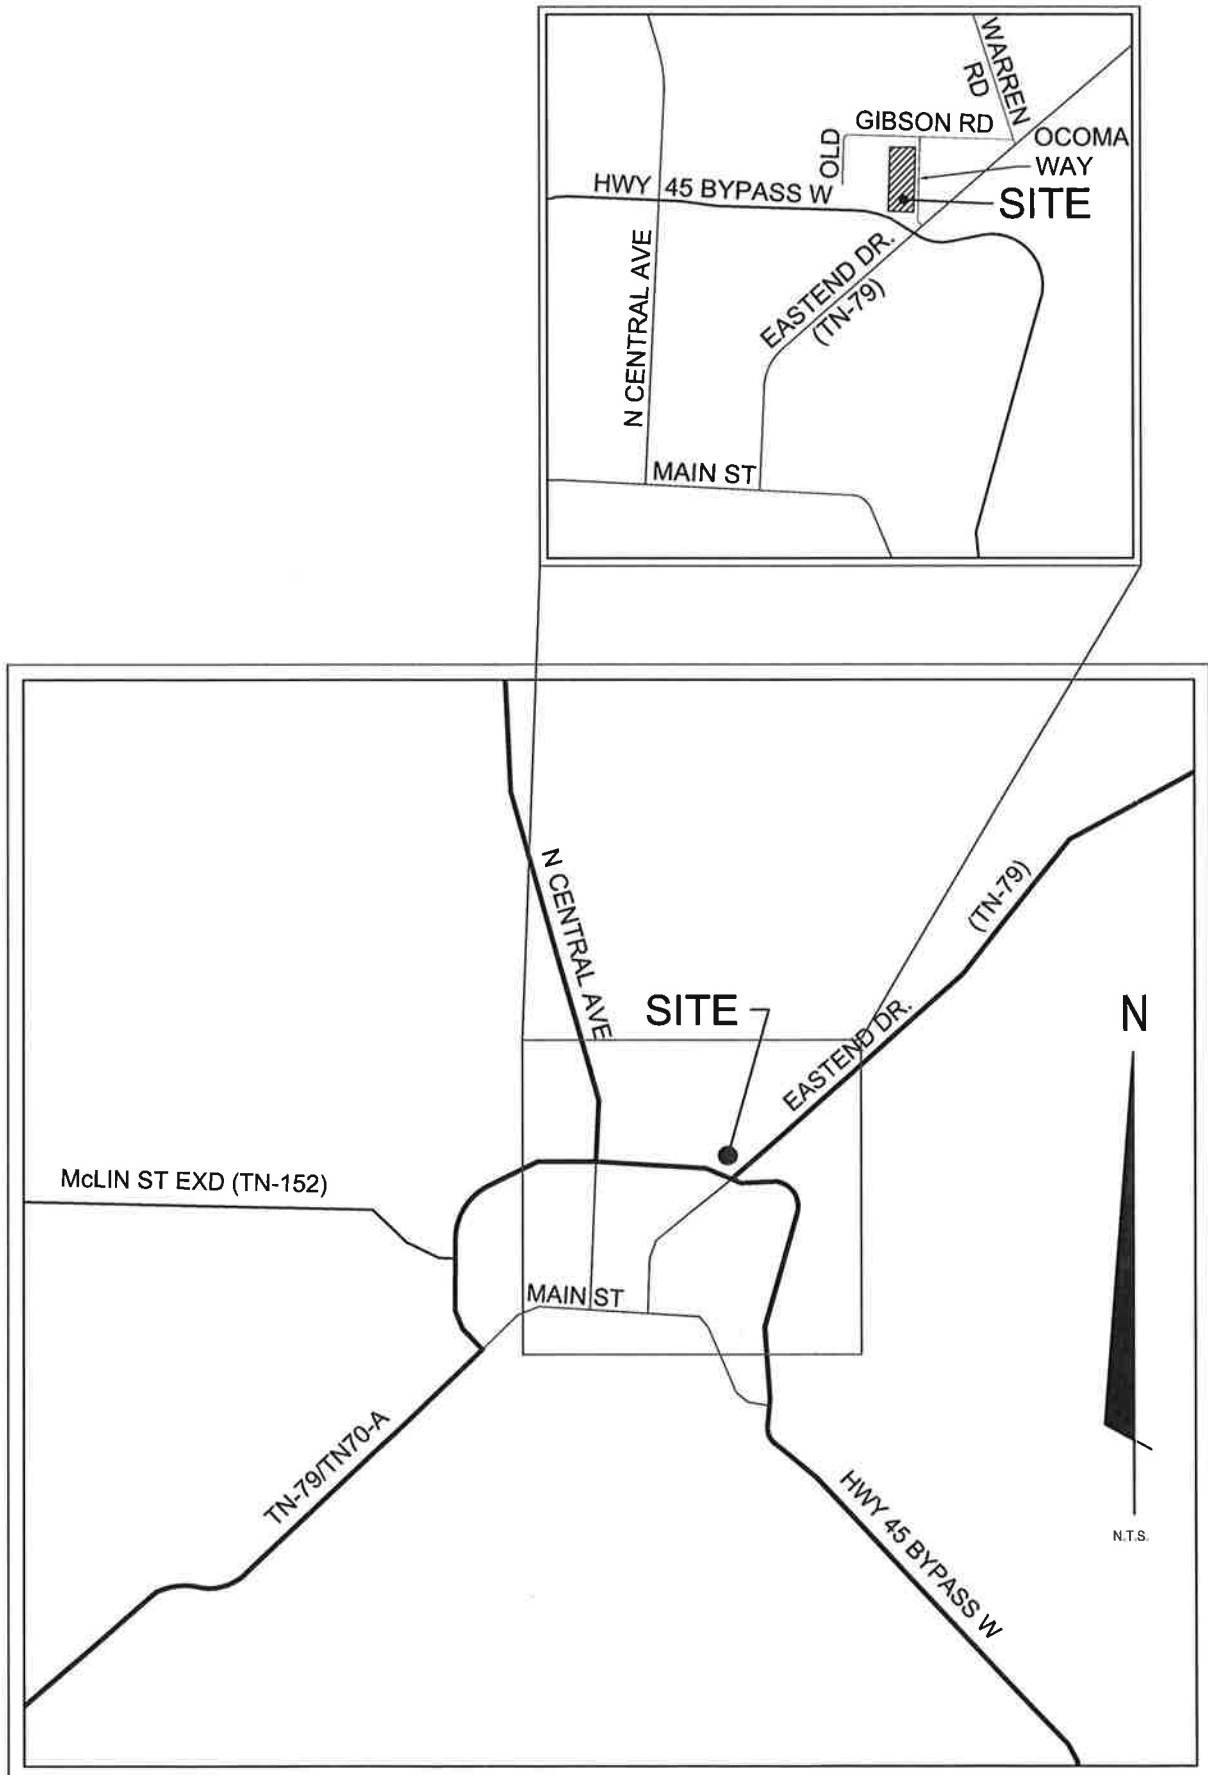 WARREN
RD
GIBSON RD
OLD
OCOMA
WAY
SITE
HWY 45 BYPASS W
N CENTRAL AVE
EASTEND DR.
(TN-79)
MAIN ST
N CENTRAL AVE
(TN-79)
SITE
EASTEND DR.
N
McLIN ST EXD (TN-152)
MAIN ST
TN-79/TN70-A
HWY 45 BYPASS W
N.T.S.